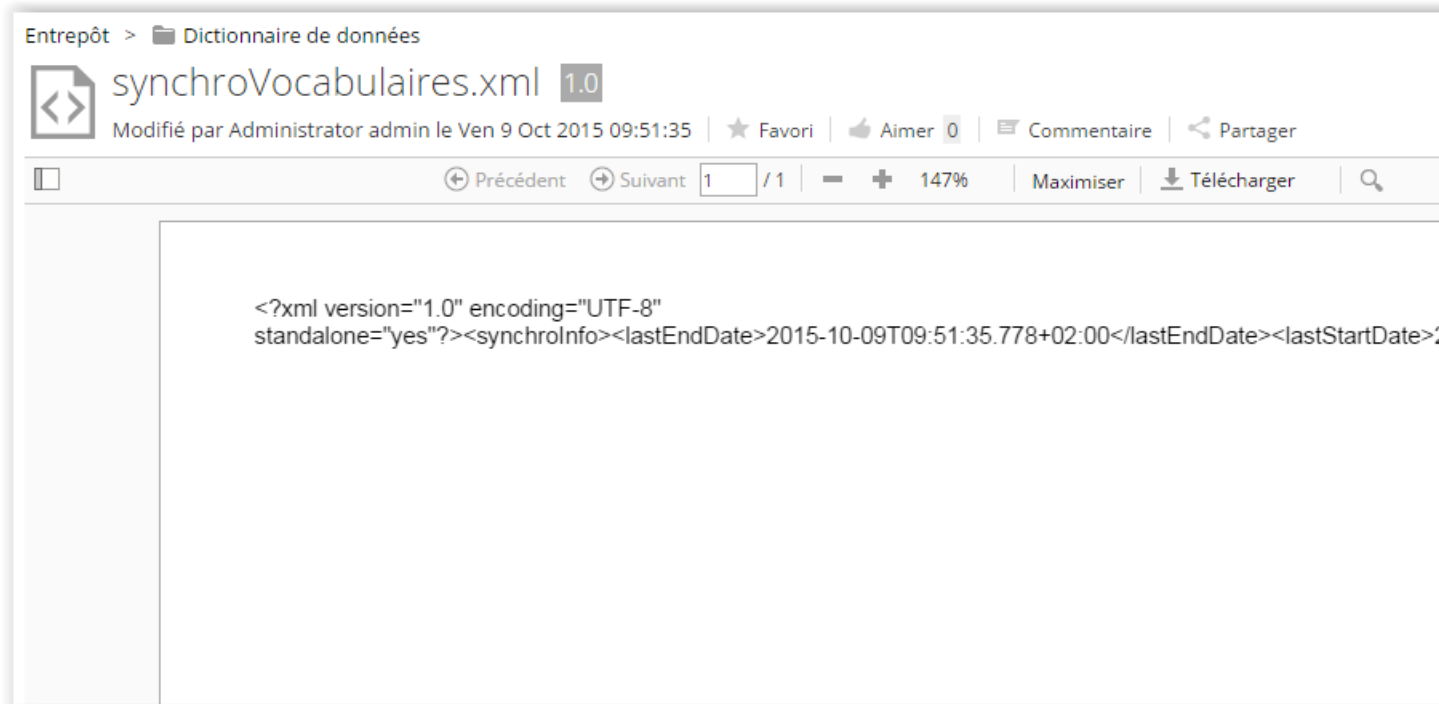 Entrepôt > Dictionnaire de données
synchroVocabulaires.xml 1.0
Modifié par Administrator admin le Ven 9 Oct 2015 09:51:35 Favori Aimer 0 Commentaire Partager
Précédent Suivant 1 / 1 147% Maximiser Télécharger
<?xml version="1.0" encoding="UTF-8"
standalone="yes"?><synchroInfo><lastEndDate>2015-10-09T09:51:35.778+02:00</lastEndDate><lastStartDate>